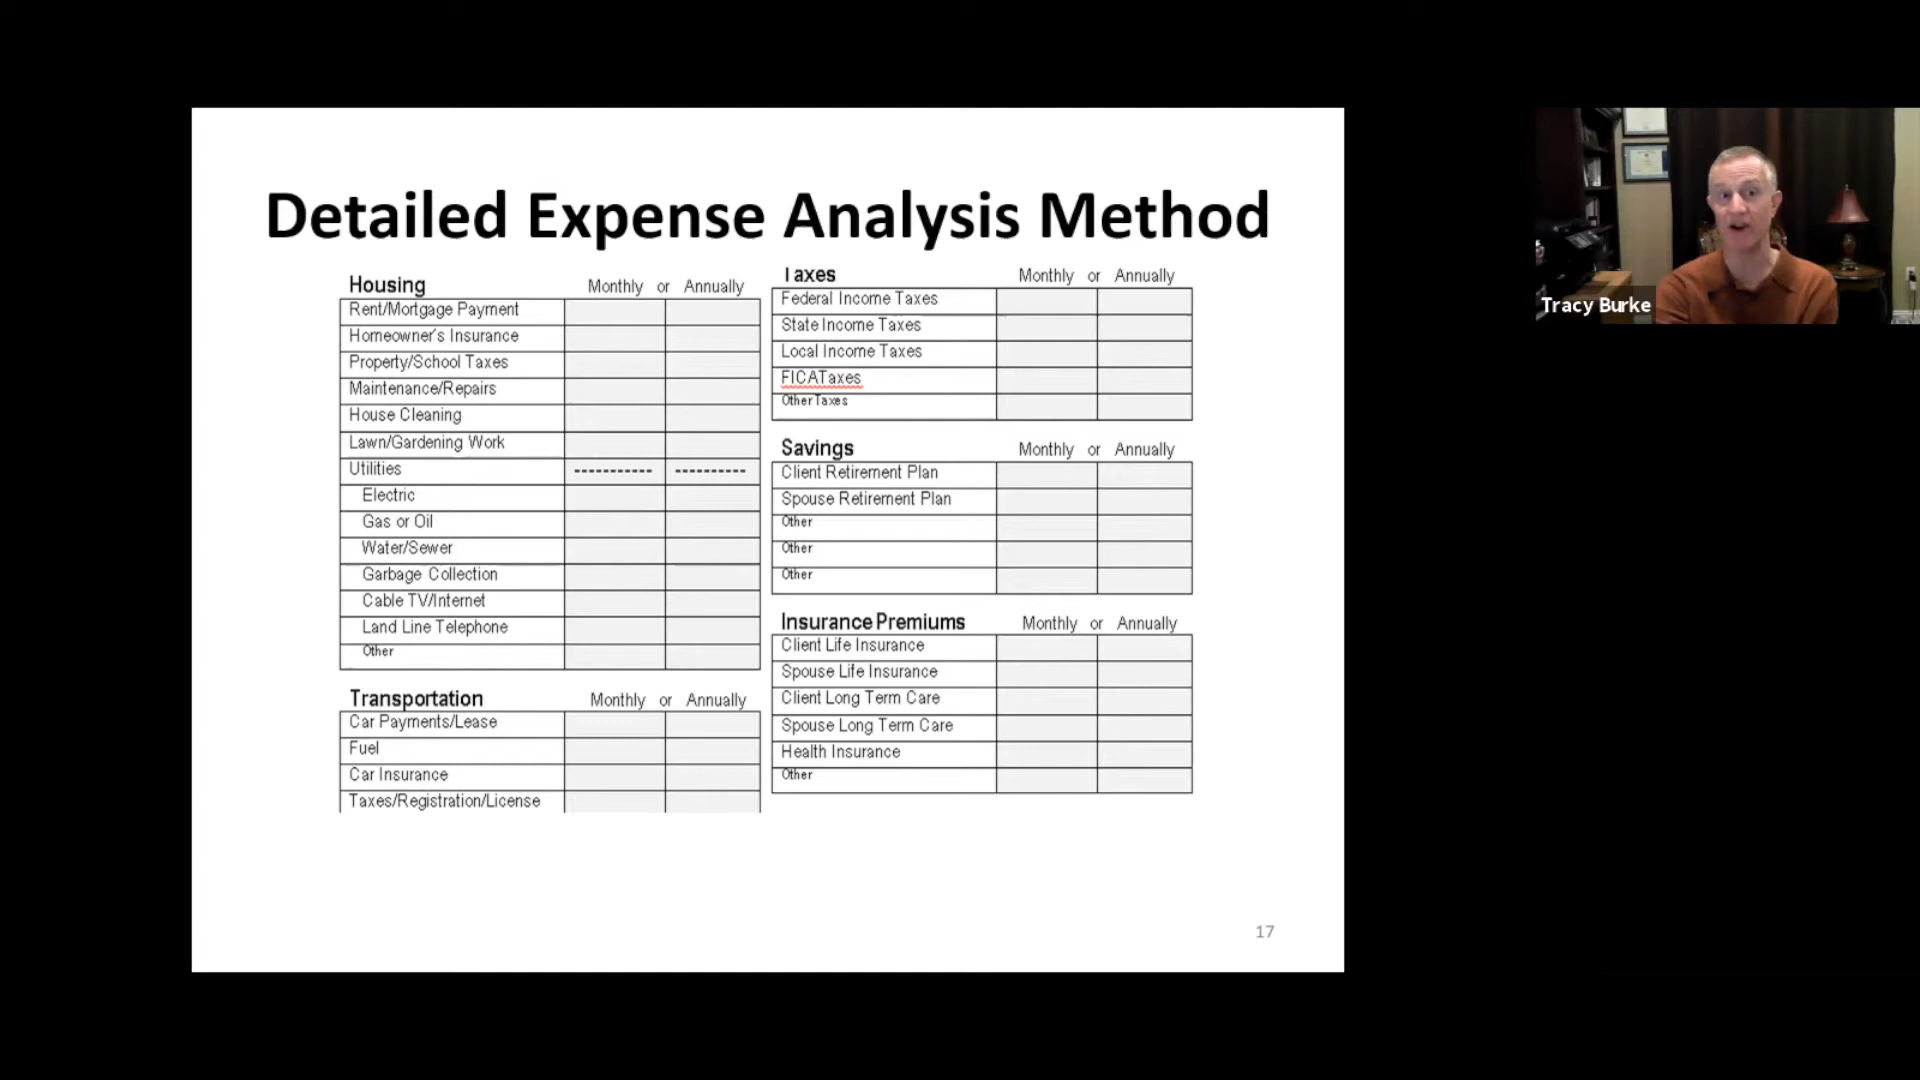 Detailed Expense Analysis Method
Housing Monthly or Annually
Rent/Mortgage Payment
Homeowner's Insurance
Property/School Taxes
Maintenance/Repairs
House Cleaning
Lawn/Gardening Work
Utilities ----------- ----------
Electric
Gas or Oil
Water/Sewer
Garbage Collection
Cable TV/Internet
Land Line Telephone
Other
Transportation Monthly or Annually
Car Payments/Lease
Fuel
Car Insurance
Taxes/Registration/License
Taxes Monthly or Annually
Federal Income Taxes
State Income Taxes
Local Income Taxes
FICATaxes
Other Taxes
Savings Monthly or Annually
Client Retirement Plan
Spouse Retirement Plan
Other
Other
Other
Insurance Premiums Monthly or Annually
Client Life Insurance
Spouse Life Insurance
Client Long Term Care
Spouse Long Term Care
Health Insurance
Other
17
Tracy Burke